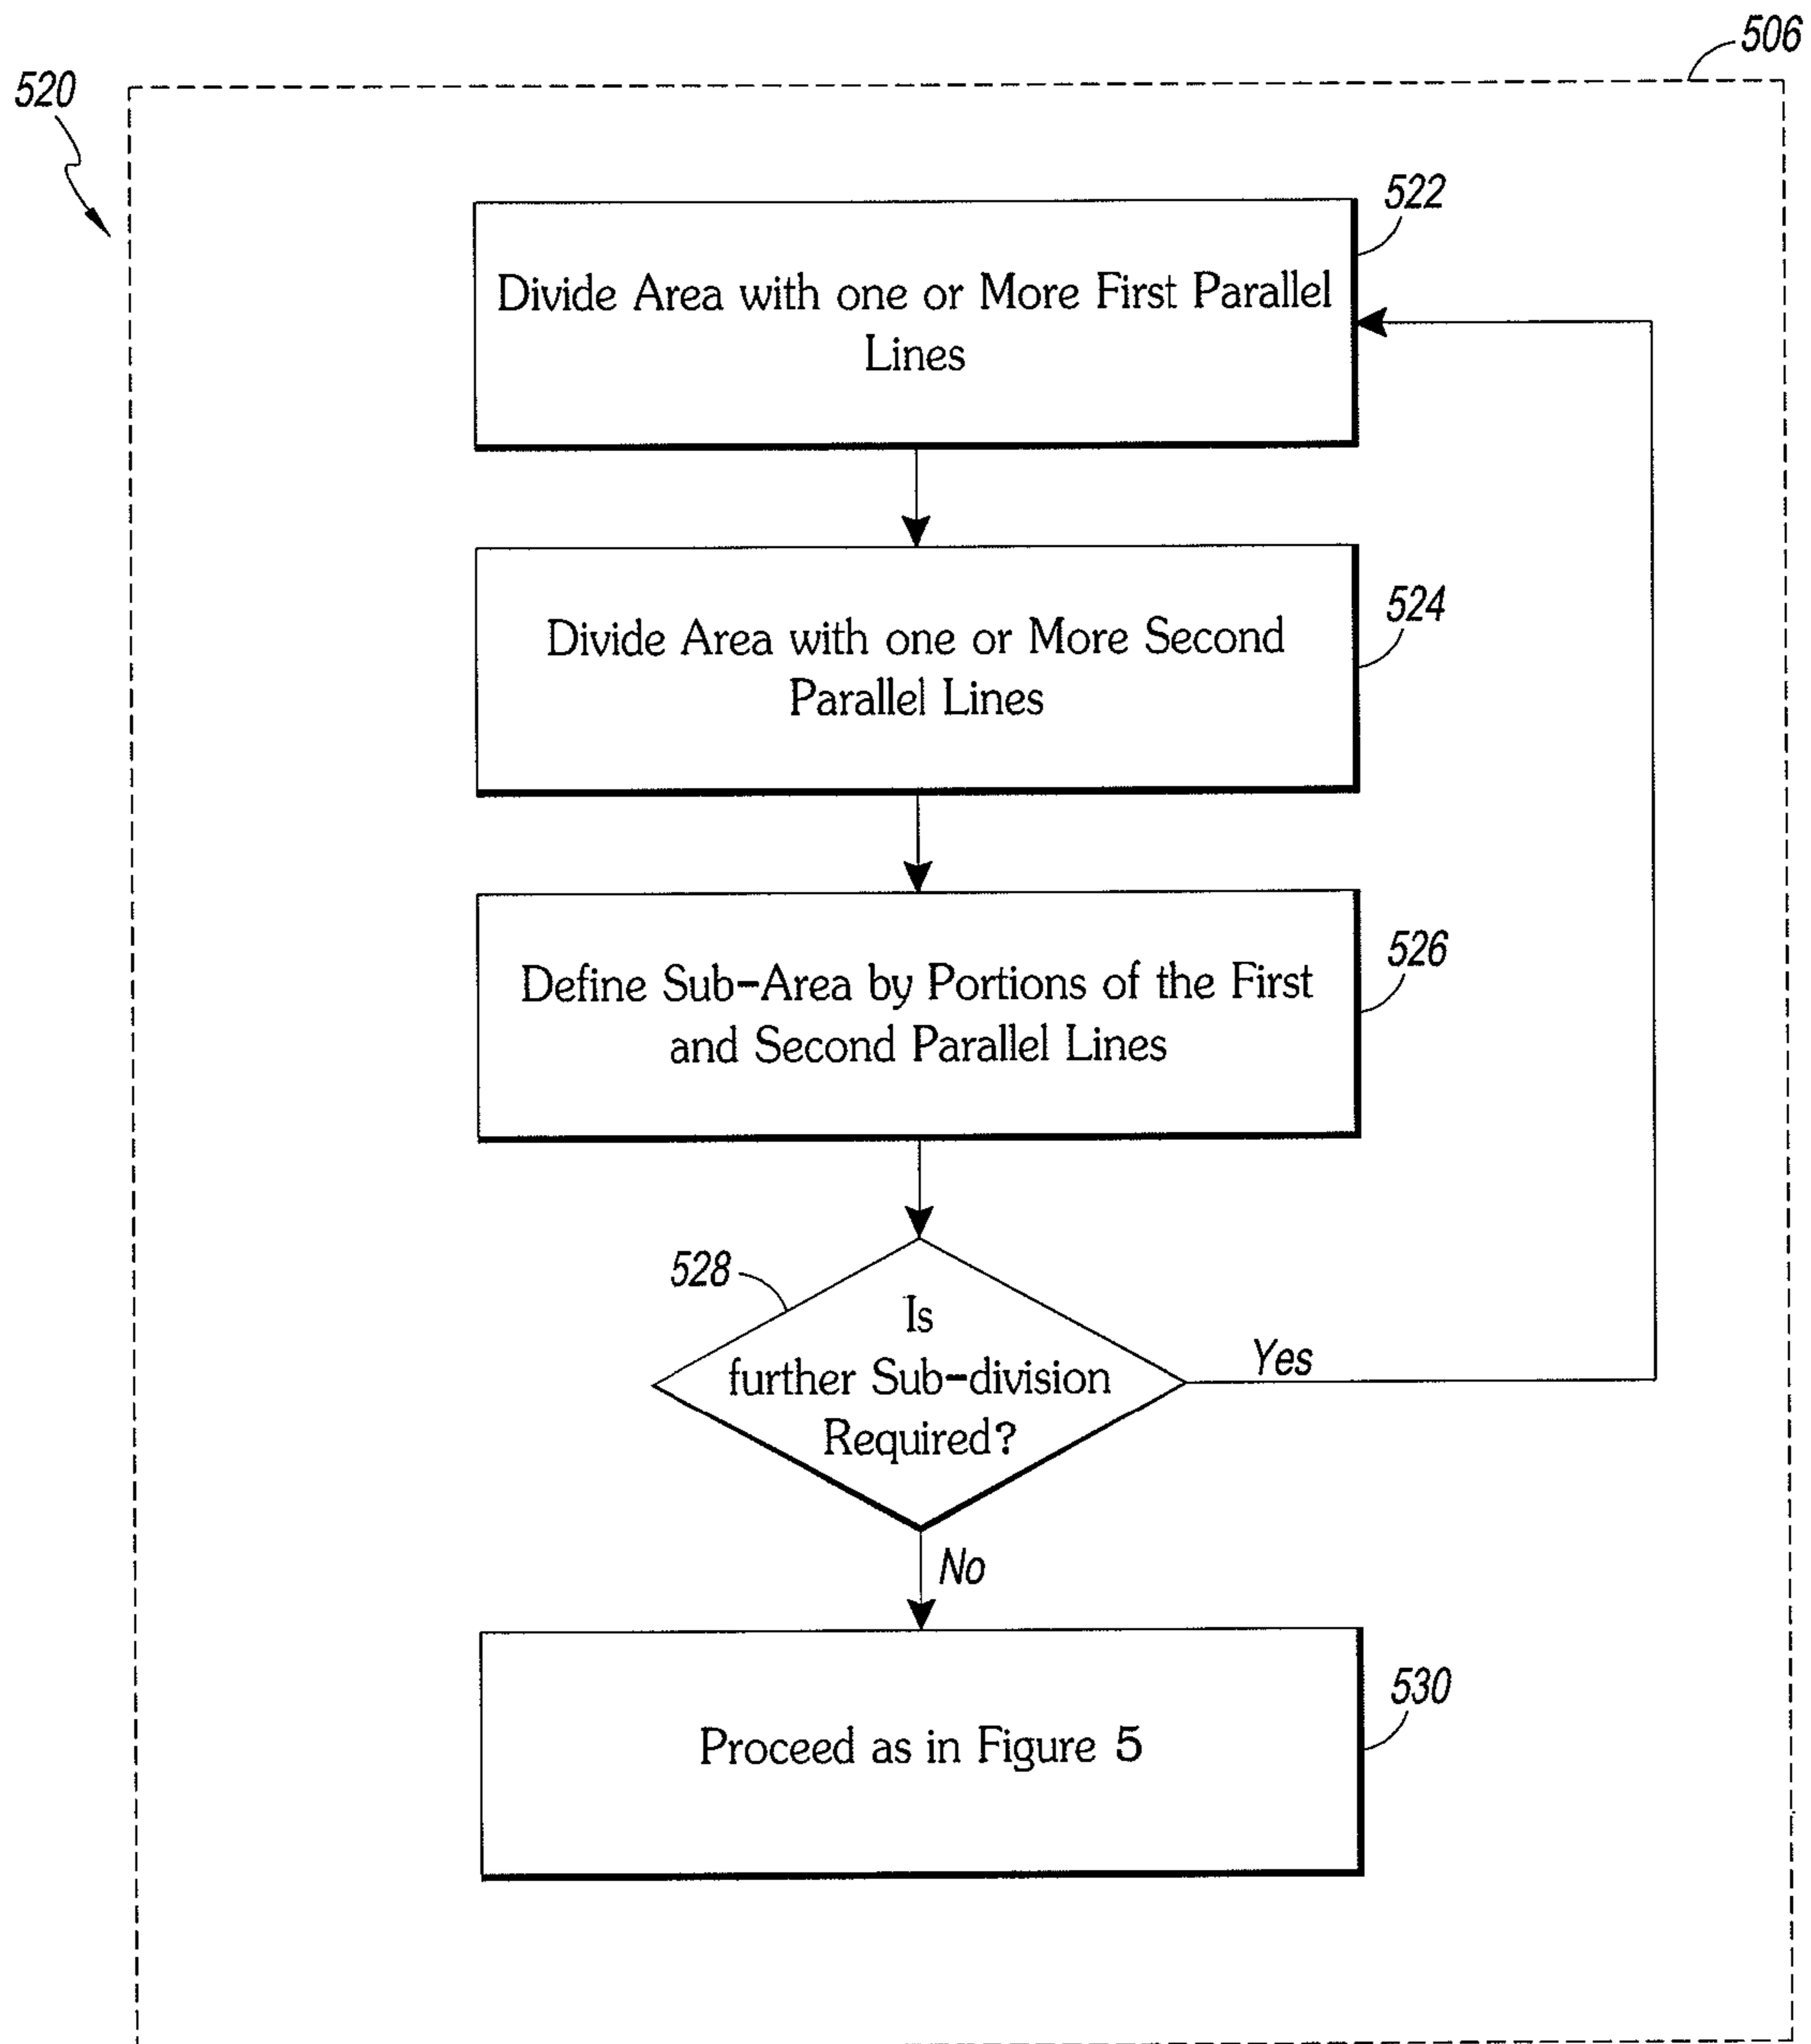 506
520
522
Divide Area with one or More First Parallel
Lines
524
Divide Area with one or More Second
Parallel Lines
526
Define Sub-Area by Portions of the First
and Second Parallel Lines
528
Is
further Sub-division
Required?
Yes
No
530
Proceed as in Figure 5